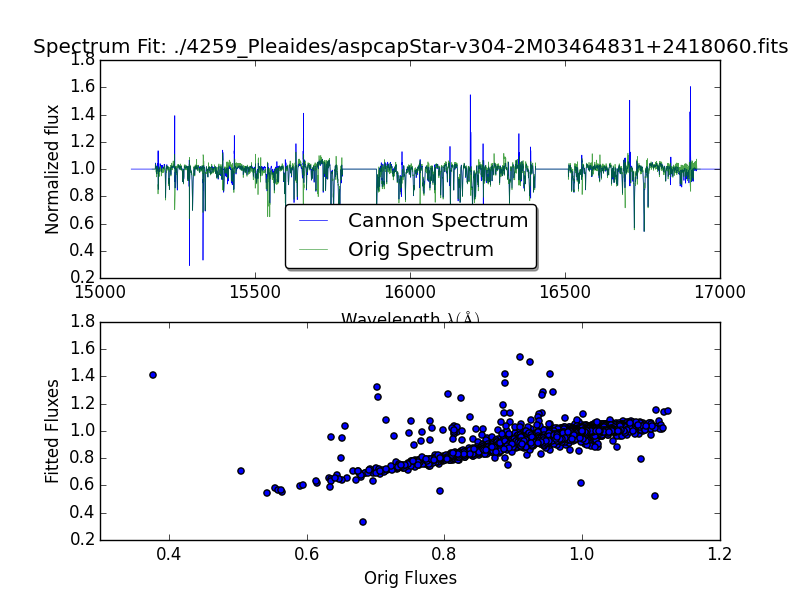 Spectrum Fit: ./4259_Pleaides/aspcapStar-v304-2M03464831+2418060.fits
1.8
1.6
1.4
1.2
1.0
0.8
0.6
0.4
0.2
Normalized flux
Cannon Spectrum
Orig Spectrum
15000 15500 16000 16500 17000
Wavelength λ(Å)
1.8
1.6
1.4
1.2
1.0
0.8
0.6
0.4
0.2
Fitted Fluxes
0.4 0.6 0.8 1.0 1.2
Orig Fluxes